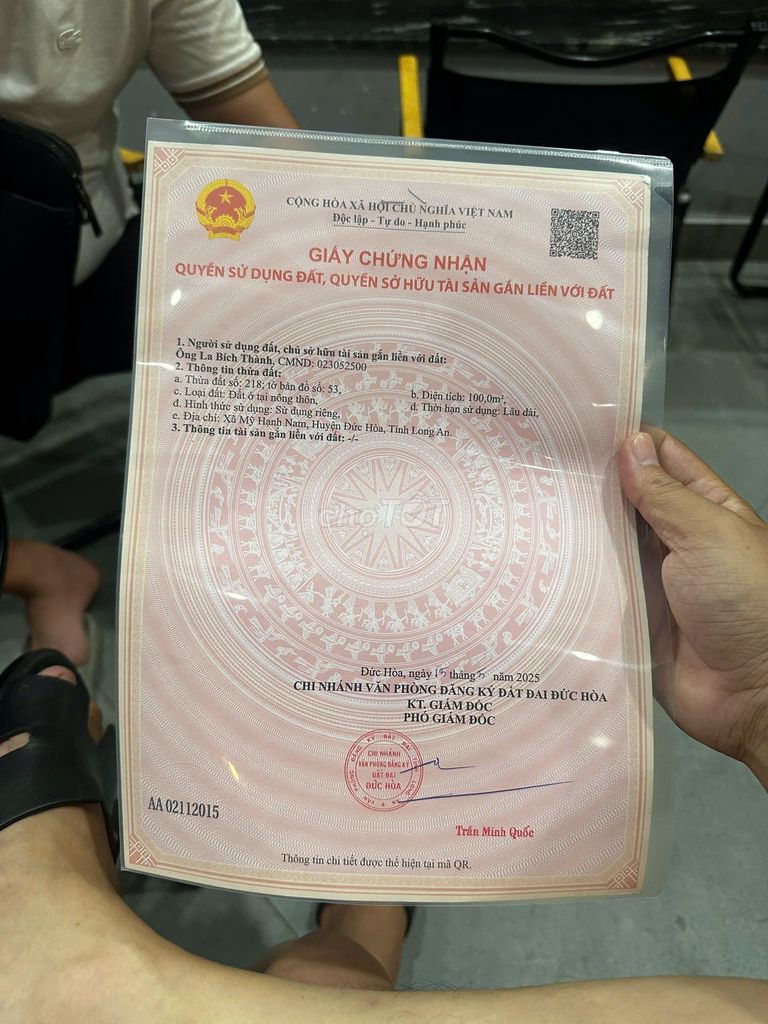 CỘNG HÒA XÃ HỘI CHỦ NGHĨA VIỆT NAM
Độc lập - Tự do - Hạnh phúc
GIẤY CHỨNG NHẬN
QUYỀN SỬ DỤNG ĐẤT, QUYỀN SỞ HỮU TÀI SẢN GẮN LIỀN VỚI ĐẤT
1. Người sử dụng đất, chủ sở hữu tài sản gắn liền với đất:
Ông La Bích Thành, CMND: 023052500
2. Thông tin thửa đất:
a. Thửa đất số: 218; tờ bản đồ số: 53,
b. Diện tích: 100,0m²,
c. Loại đất: Đất ở tại nông thôn,
d. Thời hạn sử dụng: Lâu dài,
đ. Hình thức sử dụng: Sử dụng riêng,
e. Địa chỉ: Xã Mỹ Hạnh Nam, Huyện Đức Hòa, Tỉnh Long An.
3. Thông tin tài sản gắn liền với đất: -/-
chợTỐT
Đức Hòa, ngày 15 tháng 5 năm 2025
CHI NHÁNH VĂN PHÒNG ĐĂNG KÝ ĐẤT ĐAI ĐỨC HÒA
KT. GIÁM ĐỐC
PHÓ GIÁM ĐỐC
CHI NHÁNH
VĂN PHÒNG ĐĂNG KÝ
ĐẤT ĐAI
ĐỨC HÒA
AA 02112015
Trần Minh Quốc
Thông tin chi tiết được thể hiện tại mã QR.